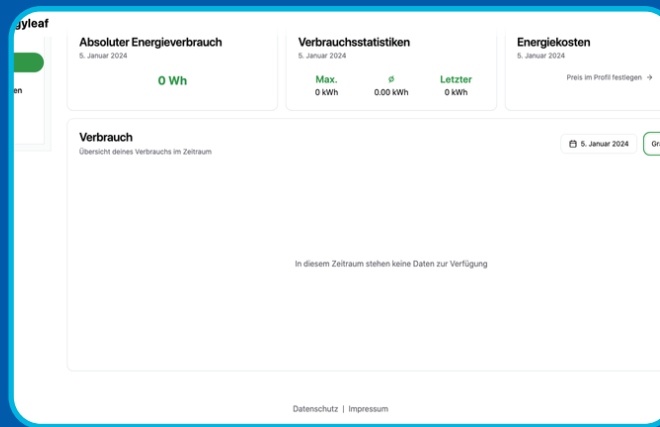 gyleaf
en
Absoluter Energieverbrauch
5. Januar 2024
0 Wh
Verbrauchsstatistiken
5. Januar 2024
Max. ø Letzter
0 kWh 0.00 kWh 0 kWh
Energiekosten
5. Januar 2024
Preis im Profil festlegen →
Verbrauch
Übersicht deines Verbrauchs im Zeitraum
5. Januar 2024
Gr
In diesem Zeitraum stehen keine Daten zur Verfügung
Datenschutz | Impressum